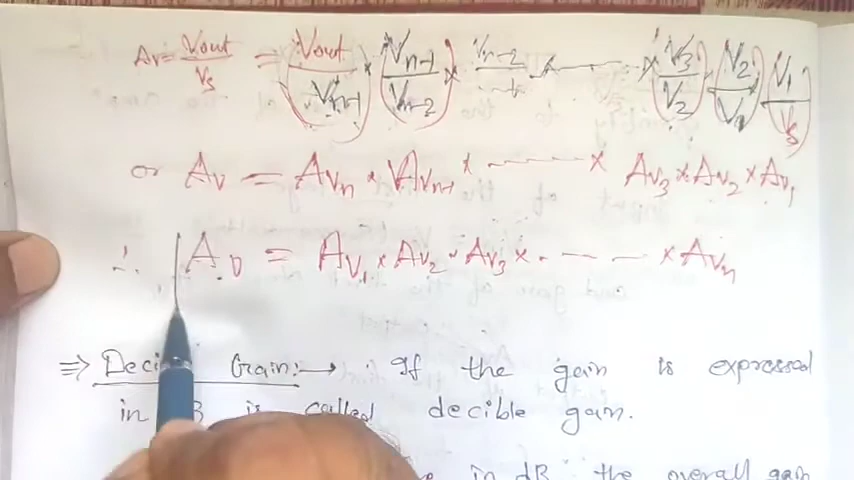 Av = Vout/Vs = (Vout/Vn-1) × (Vn-1/Vn-2) × Vn-2 ------ × (V3/V2) (V2/V1) (V1/Vs)
or Av = Avn × Avn-1 × ------ × Av3 × Av2 × Av1
∴ Av = Av1 × Av2 × Av3 × ------ × Avn
⇒ Gain:→ If the gain is expressed
in is called decible gain.
in dB the overall gain